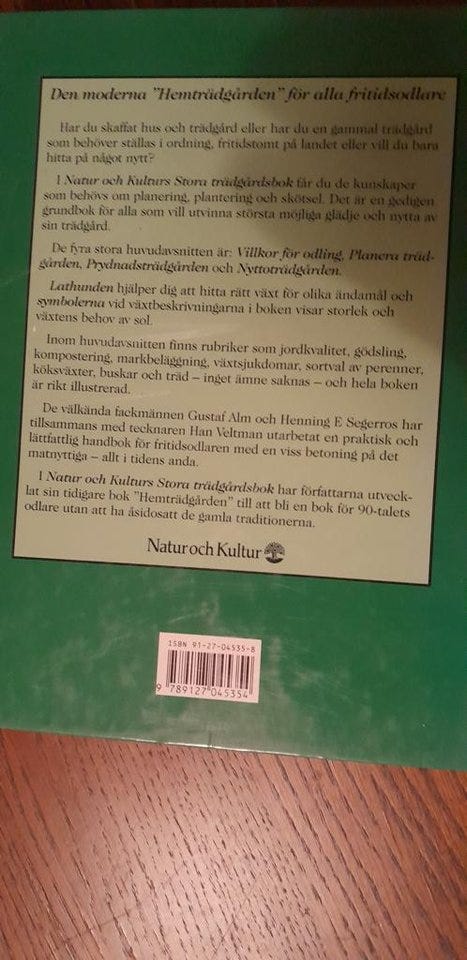 Den moderna "Hemträdgården" för alla fritidsodlare
Har du skaffat hus och trädgård eller har du en gammal trädgård
som behöver ställas i ordning, fritidstomt på landet eller vill du bara
hitta på något nytt?
I Natur och Kulturs Stora trädgårdsbok får du de kunskaper
som behövs om planering, plantering och skötsel. Det är en gedigen
grundbok för alla som vill utvinna största möjliga glädje och nytta av
sin trädgård.
De fyra stora huvudavsnitten är: Villkor för odling, Planera träd-
gården, Prydnadsträdgården och Nyttoträdgården.
Lathunden hjälper dig att hitta rätt växt för olika ändamål och
symbolerna vid växtbeskrivningarna i boken visar storlek och
växtens behov av sol.
Inom huvudavsnitten finns rubriker som jordkvalitet, gödsling,
kompostering, markbeläggning, växtsjukdomar, sortval av perenner,
köksväxter, buskar och träd – inget ämne saknas – och hela boken
är rikt illustrerad.
De välkända fackmännen Gustaf Alm och Henning E Segerros har
tillsammans med tecknaren Han Veltman utarbetat en praktisk och
lättfattlig handbok för fritidsodlaren med en viss betoning på det
matnyttiga – allt i tidens anda.
I Natur och Kulturs Stora trädgårdsbok har författarna utveck-
lat sin tidigare bok "Hemträdgården" till att bli en bok för 90-talets
odlare utan att ha åsidosatt de gamla traditionerna.
Natur och Kultur
ISBN 91-27-04535-8
9 789127 045354